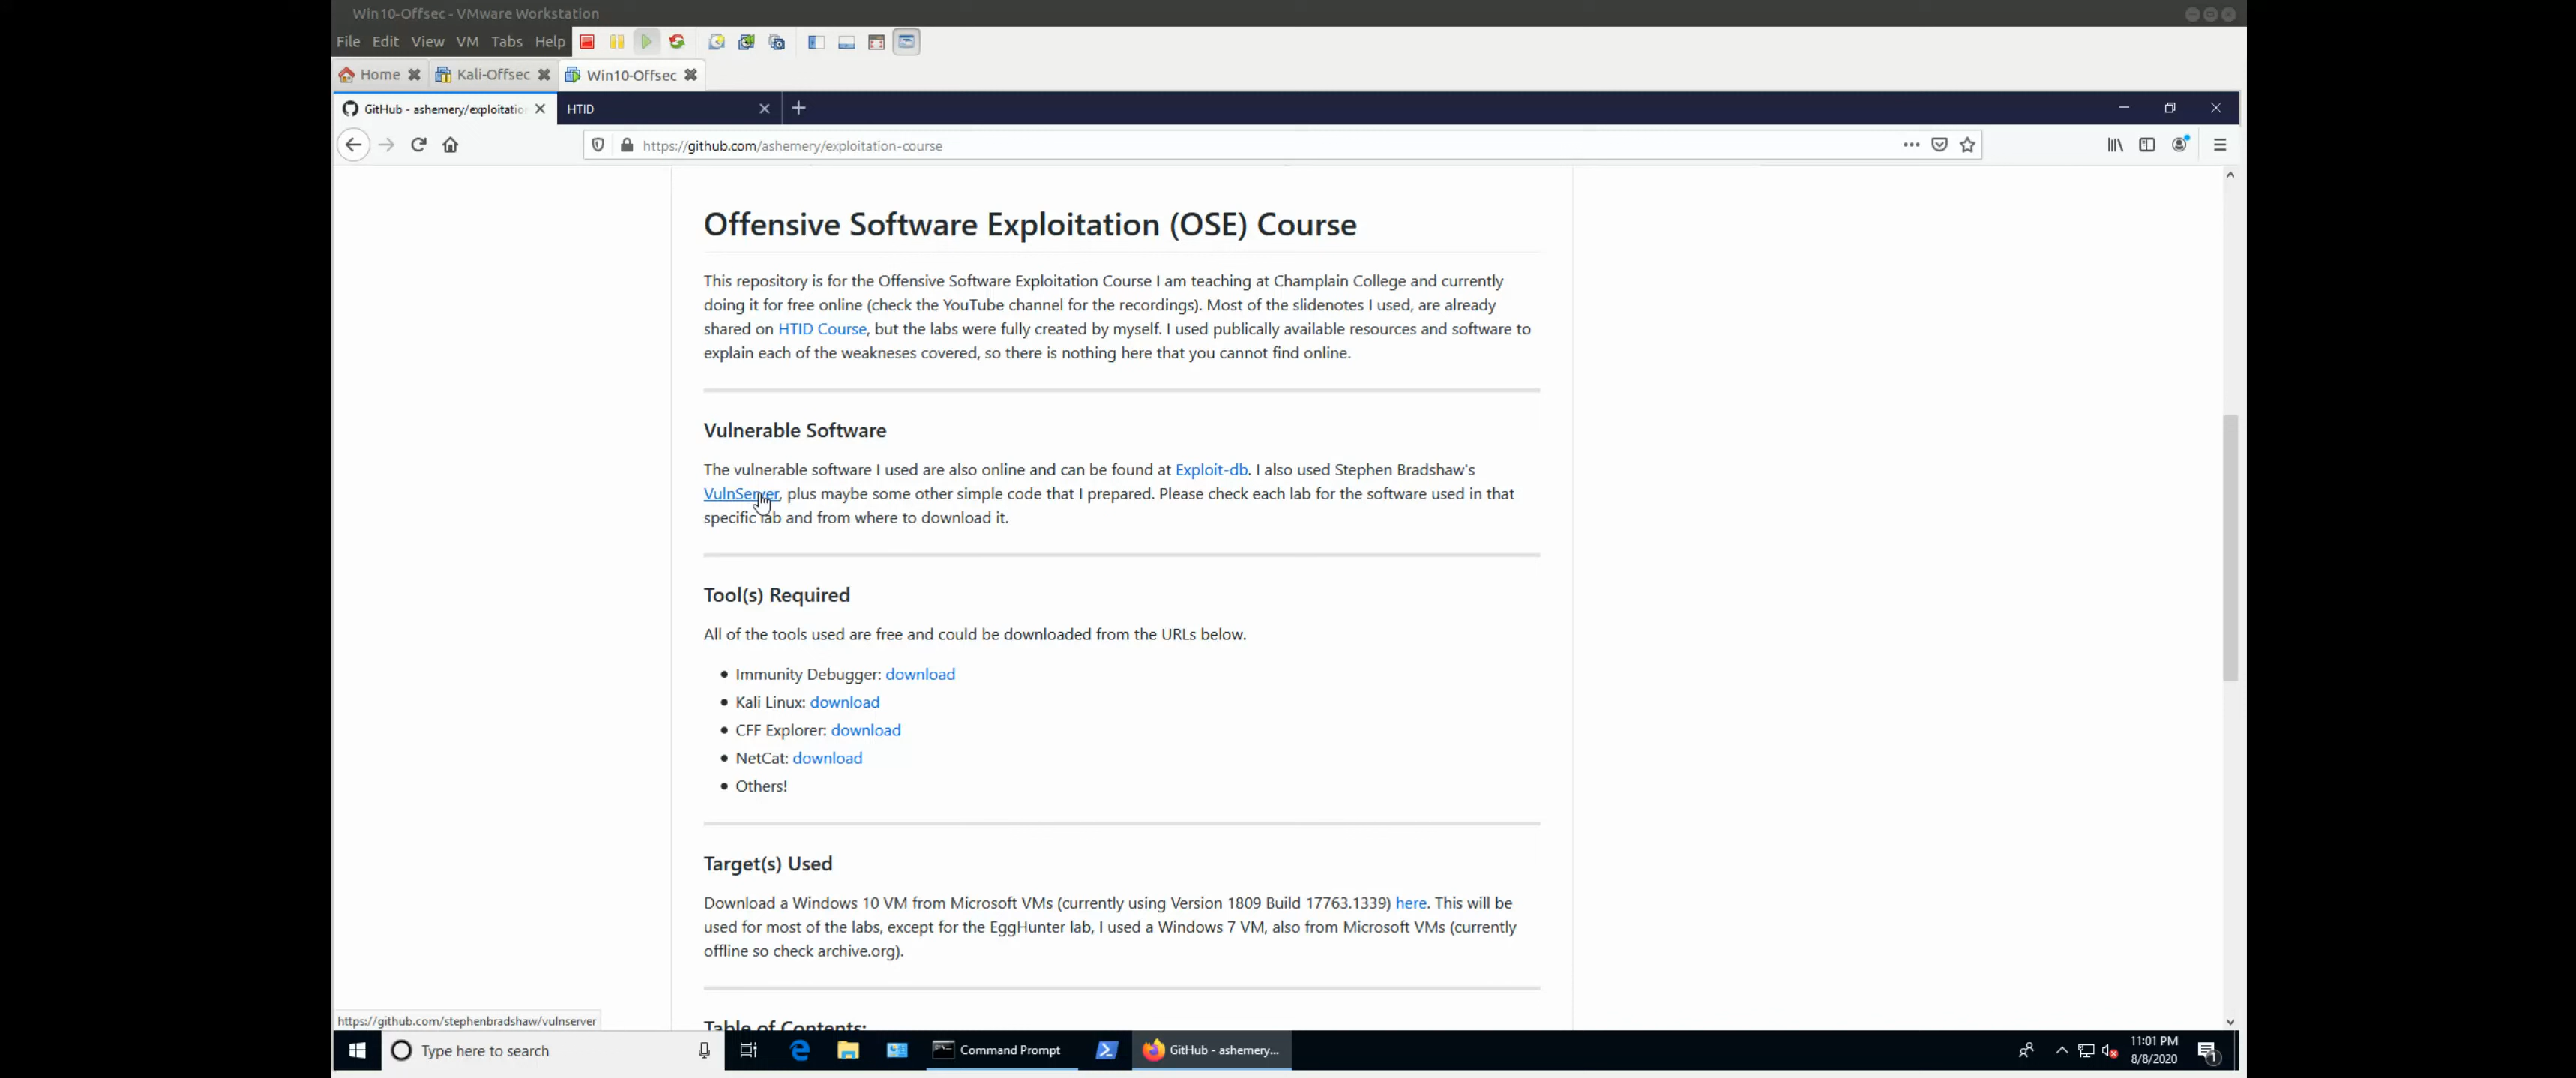 Win10-Offsec - VMware Workstation
File Edit View VM Tabs Help
Home Kali-Offsec Win10-Offsec
GitHub - ashemery/exploitation HTID
https://github.com/ashemery/exploitation-course
Offensive Software Exploitation (OSE) Course
This repository is for the Offensive Software Exploitation Course I am teaching at Champlain College and currently
doing it for free online (check the YouTube channel for the recordings). Most of the slidenotes I used, are already
shared on HTID Course, but the labs were fully created by myself. I used publically available resources and software to
explain each of the weakneses covered, so there is nothing here that you cannot find online.
Vulnerable Software
The vulnerable software I used are also online and can be found at Exploit-db. I also used Stephen Bradshaw's
VulnServer, plus maybe some other simple code that I prepared. Please check each lab for the software used in that
specific lab and from where to download it.
Tool(s) Required
All of the tools used are free and could be downloaded from the URLs below.
Immunity Debugger: download
Kali Linux: download
CFF Explorer: download
NetCat: download
Others!
Target(s) Used
Download a Windows 10 VM from Microsoft VMs (currently using Version 1809 Build 17763.1339) here. This will be
used for most of the labs, except for the EggHunter lab, I used a Windows 7 VM, also from Microsoft VMs (currently
offline so check archive.org).
Table of Contents:
https://github.com/stephenbradshaw/vulnserver
Type here to search
Command Prompt
GitHub - ashemery...
11:01 PM
8/8/2020
1